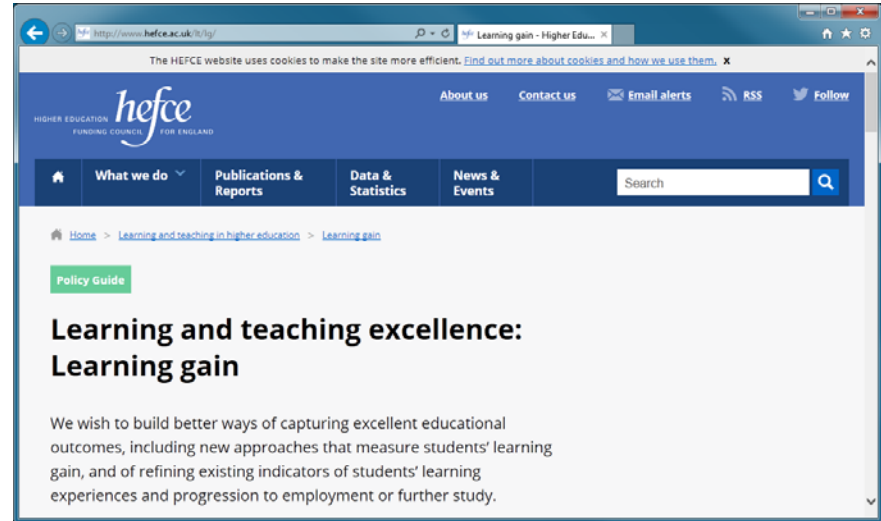 http://www.hefce.ac.uk/lt/lg/
Learning gain - Higher Edu...
The HEFCE website uses cookies to make the site more efficient. Find out more about cookies and how we use them. x
hefce
HIGHER EDUCATION
FUNDING COUNCIL FOR ENGLAND
About us Contact us Email alerts RSS Follow
What we do
Publications &
Reports
Data &
Statistics
News &
Events
Search
Home > Learning and teaching in higher education > Learning gain
Policy Guide
Learning and teaching excellence:
Learning gain
We wish to build better ways of capturing excellent educational
outcomes, including new approaches that measure students' learning
gain, and of refining existing indicators of students' learning
experiences and progression to employment or further study.